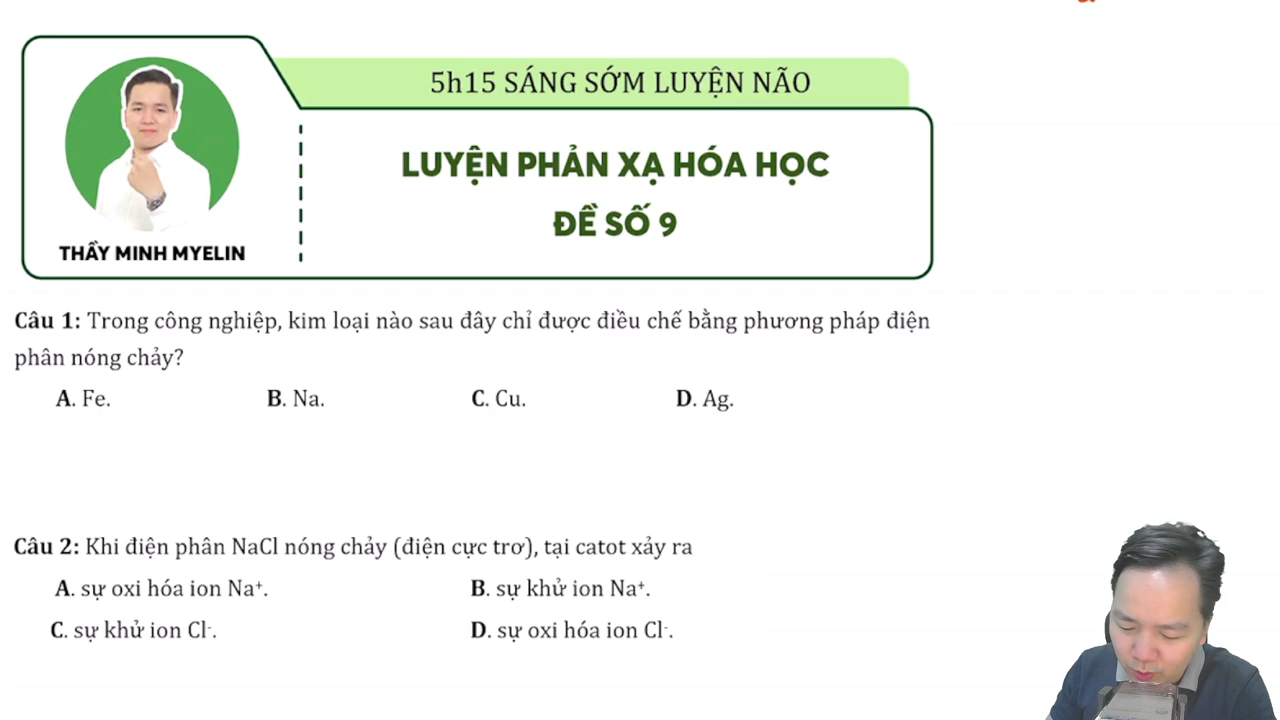 5h15 SÁNG SỚM LUYỆN NÃO
LUYỆN PHẢN XẠ HÓA HỌC
ĐỀ SỐ 9
THẦY MINH MYELIN
Câu 1: Trong công nghiệp, kim loại nào sau đây chỉ được điều chế bằng phương pháp điện
phân nóng chảy?
A. Fe. B. Na. C. Cu. D. Ag.
Câu 2: Khi điện phân NaCl nóng chảy (điện cực trơ), tại catot xảy ra
A. sự oxi hóa ion Na⁺. B. sự khử ion Na⁺.
C. sự khử ion Cl⁻. D. sự oxi hóa ion Cl⁻.